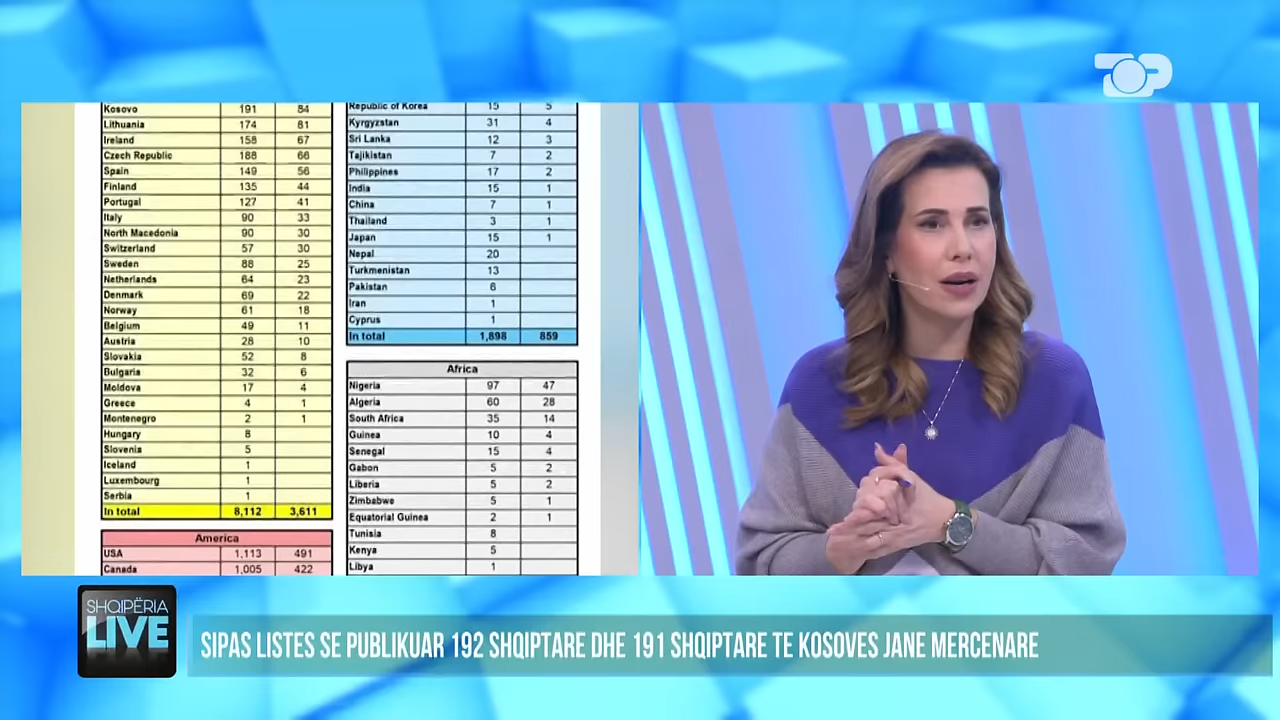 TOP
Kosovo 191 84
Lithuania 174 81
Ireland 158 67
Czech Republic 188 66
Spain 149 56
Finland 135 44
Portugal 127 41
Italy 90 33
North Macedonia 90 30
Switzerland 57 30
Sweden 88 25
Netherlands 64 23
Denmark 69 22
Norway 61 18
Belgium 49 11
Austria 28 10
Slovakia 52 8
Bulgaria 32 6
Moldova 17 4
Greece 4 1
Montenegro 2 1
Hungary 8
Slovenia 5
Iceland 1
Luxembourg 1
Serbia 1
In total 8,112 3,611
America
USA 1,113 491
Canada 1,005 422
Republic of Korea 15 5
Kyrgyzstan 31 4
Sri Lanka 12 3
Tajikistan 7 2
Philippines 17 2
India 15 1
China 7 1
Thailand 3 1
Japan 15 1
Nepal 20
Turkmenistan 13
Pakistan 6
Iran 1
Cyprus 1
In total 1,898 859
Africa
Nigeria 97 47
Algeria 60 28
South Africa 35 14
Guinea 10 4
Senegal 15 4
Gabon 5 2
Liberia 5 2
Zimbabwe 5 1
Equatorial Guinea 2 1
Tunisia 8
Kenya 5
Libya 1
SHQIPËRIA
LIVE
SIPAS LISTES SE PUBLIKUAR 192 SHQIPTARE DHE 191 SHQIPTARE TE KOSOVES JANE MERCENARE